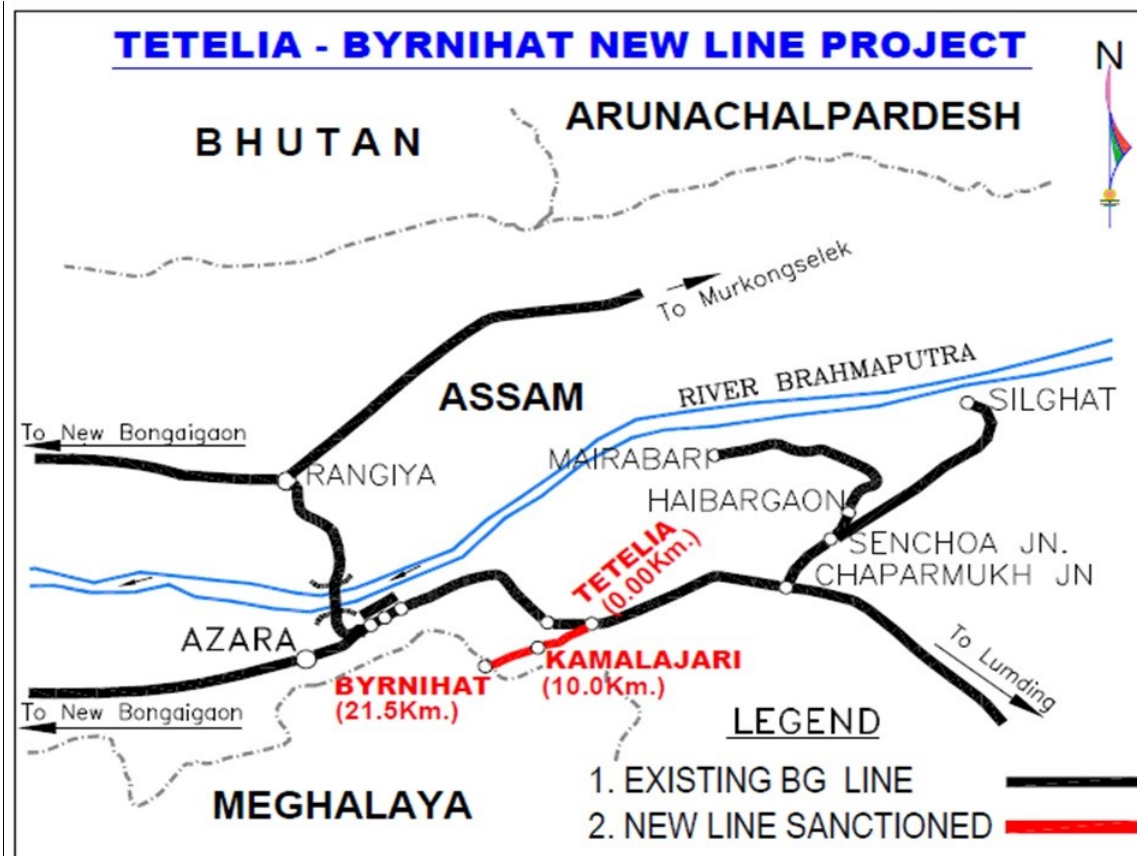 TETELIA - BYRNIHAT NEW LINE PROJECT
N
BHUTAN
ARUNACHALPARDESH
To Murkongselek
ASSAM
RIVER BRAHMAPUTRA
SILGHAT
To New Bongaigaon
RANGIYA
MAIRABARI
HAIBARGAON
SENCHOA JN.
CHAPARMUKH JN
TETELIA
(0.00Km.)
AZARA
KAMALAJARI
(10.0Km.)
BYRNIHAT
(21.5Km.)
To Lumding
To New Bongaigaon
MEGHALAYA
LEGEND
1. EXISTING BG LINE
2. NEW LINE SANCTIONED